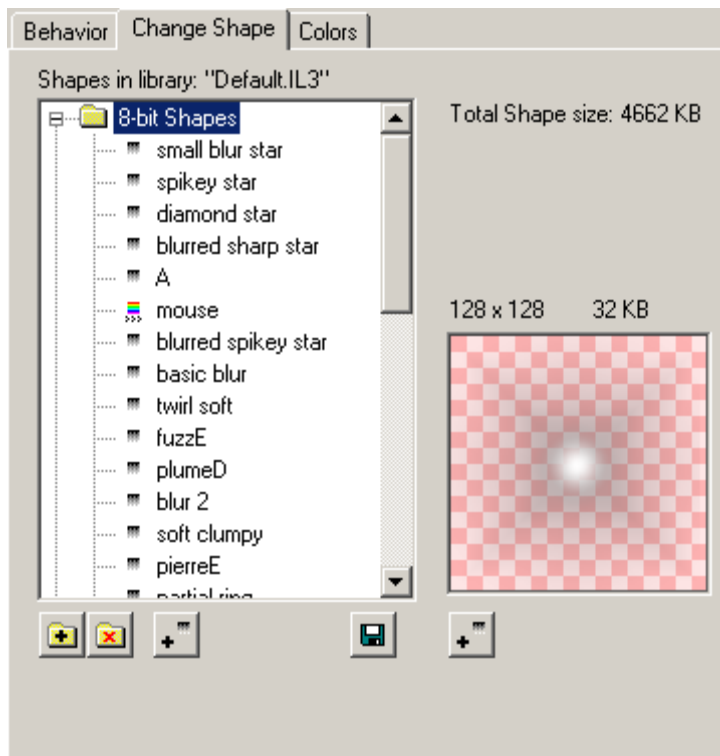 Behavior
Change Shape
Colors
Shapes in library: "Default.IL3"
8-bit Shapes
small blur star
spikey star
diamond star
blurred sharp star
A
mouse
blurred spikey star
basic blur
twirl soft
fuzzE
plumeD
blur 2
soft clumpy
pierreE
partial ring
Total Shape size: 4662 KB
128 x 128 32 KB